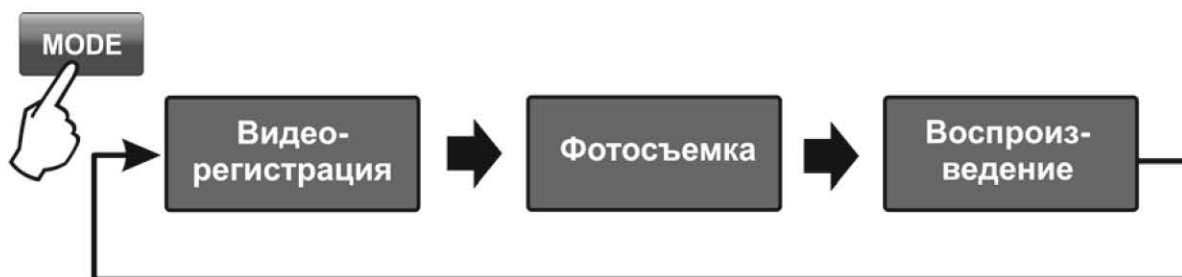 MODE
Видео-
регистрация
Фотосъемка
Воспроиз-
ведение